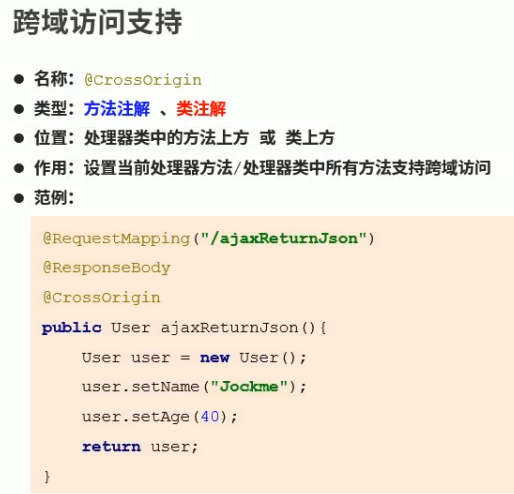 跨域访问支持
● 名称：@CrossOrigin
● 类型：方法注解 、类注解
● 位置：处理器类中的方法上方 或 类上方
● 作用：设置当前处理器方法/处理器类中所有方法支持跨域访问
● 范例：
@RequestMapping("/ajaxReturnJson")
@ResponseBody
@CrossOrigin
public User ajaxReturnJson(){
    User user = new User();
    user.setName("Jockme");
    user.setAge(40);
    return user;
}